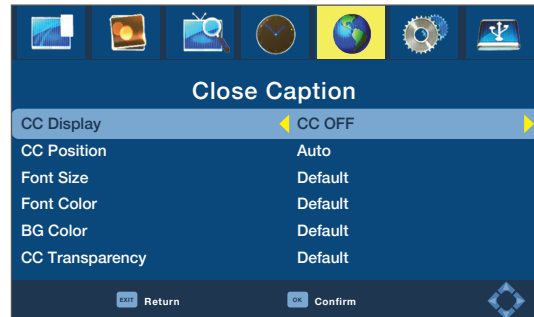 Close Caption
CC Display CC OFF
CC Position Auto
Font Size Default
Font Color Default
BG Color Default
CC Transparency Default
EXIT Return OK Confirm